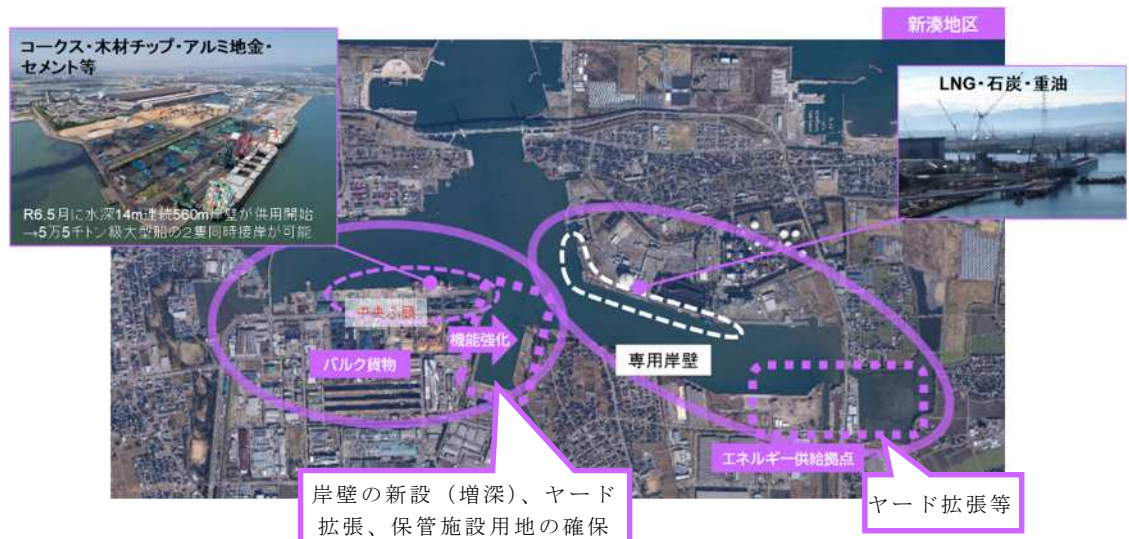 新湊地区
コークス・木材チップ・アルミ地金・
セメント等
R6.5月に水深14m連続560m岸壁が供用開始
→5万5千トン級大型船の2隻同時接岸が可能
LNG・石炭・重油
中央ふ頭
機能強化
バルク貨物
専用岸壁
エネルギー供給拠点
岸壁の新設（増深）、ヤード
拡張、保管施設用地の確保
ヤード拡張等